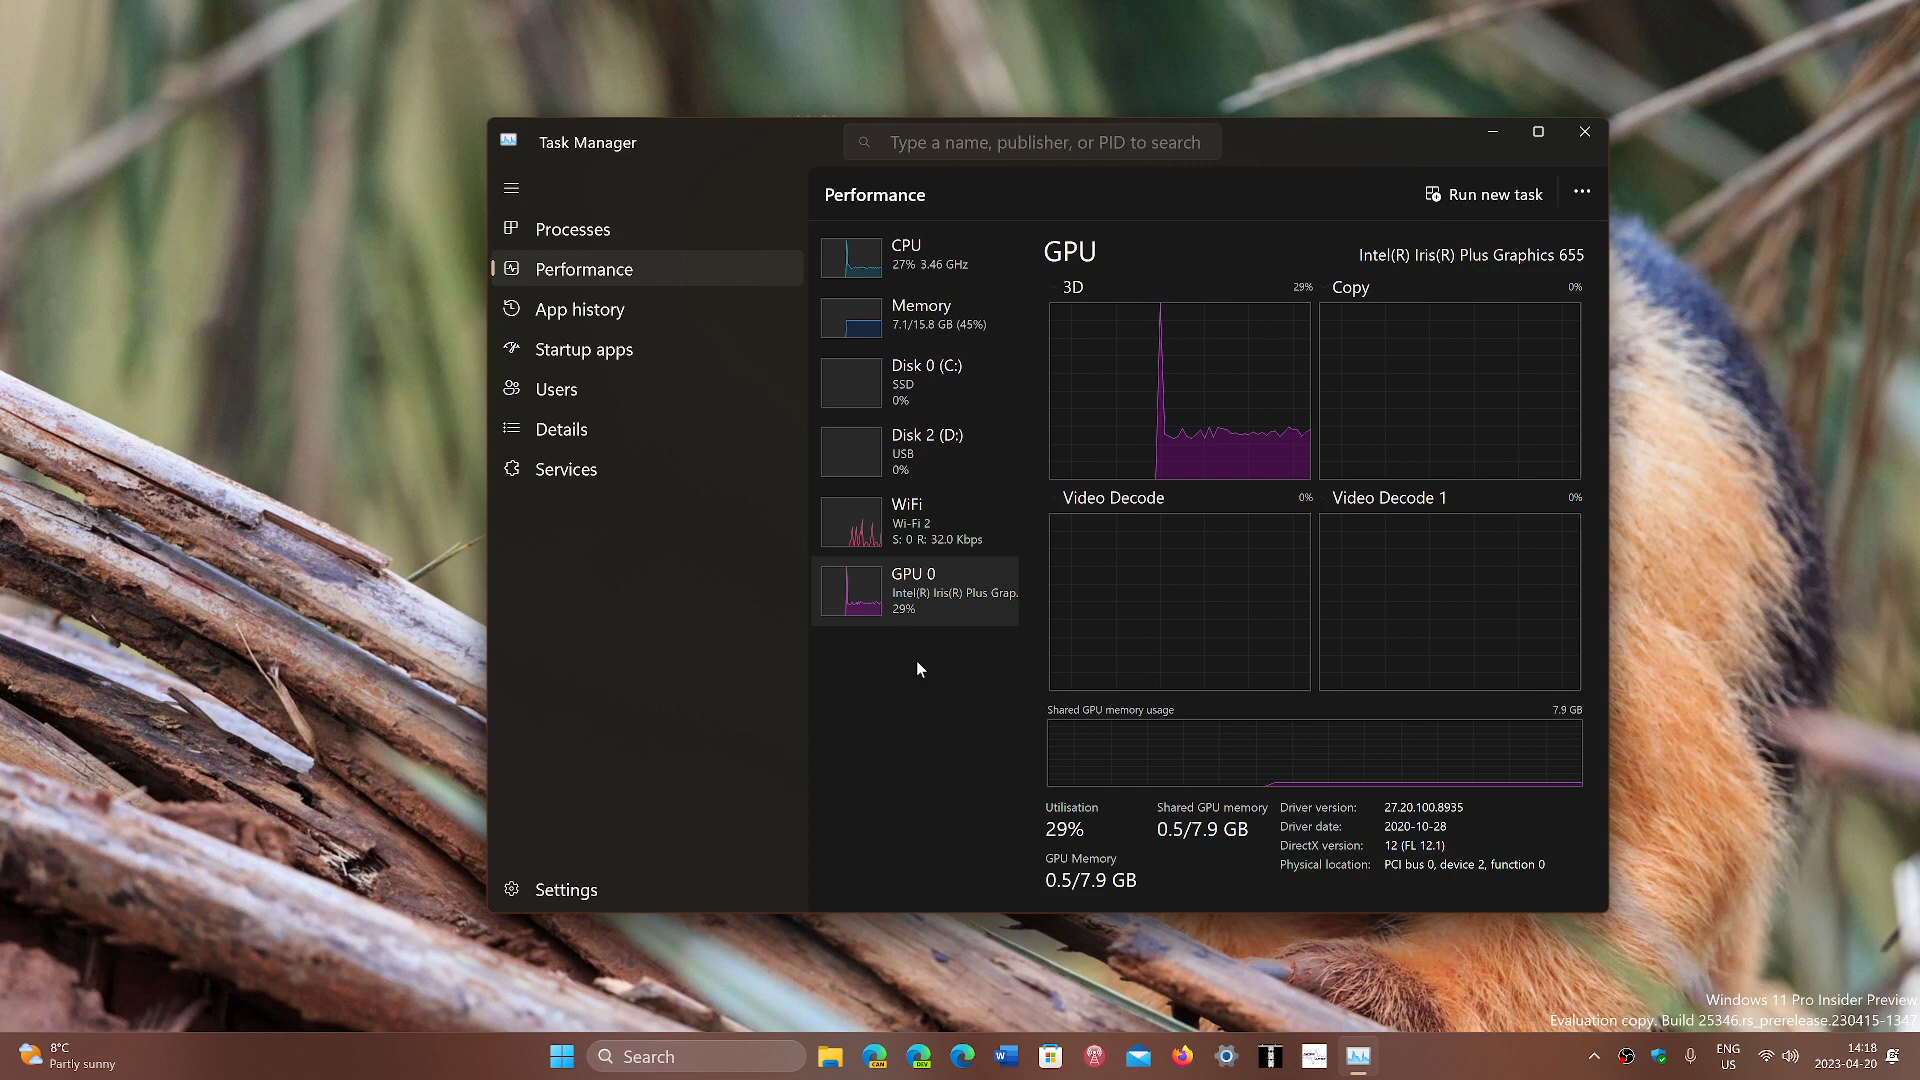 Task Manager
Type a name, publisher, or PID to search
Performance
Run new task
Processes
Performance
App history
Startup apps
Users
Details
Services
Settings
CPU
27% 3.46 GHz
Memory
7.1/15.8 GB (45%)
Disk 0 (C:)
SSD
0%
Disk 2 (D:)
USB
0%
WiFi
Wi-Fi 2
S: 0 R: 32.0 Kbps
GPU 0
Intel(R) Iris(R) Plus Grap.
29%
GPU
Intel(R) Iris(R) Plus Graphics 655
3D 29%
Copy 0%
Video Decode 0%
Video Decode 1 0%
Shared GPU memory usage 7.9 GB
Utilisation
29%
Shared GPU memory
0.5/7.9 GB
GPU Memory
0.5/7.9 GB
Driver version: 27.20.100.8935
Driver date: 2020-10-28
DirectX version: 12 (FL 12.1)
Physical location: PCI bus 0, device 2, function 0
Windows 11 Pro Insider Preview
Evaluation copy. Build 25346.rs_prerelease.230415-1347
8°C
Partly sunny
Search
CAN
DEV
W
ENG
US
14:18
2023-04-20